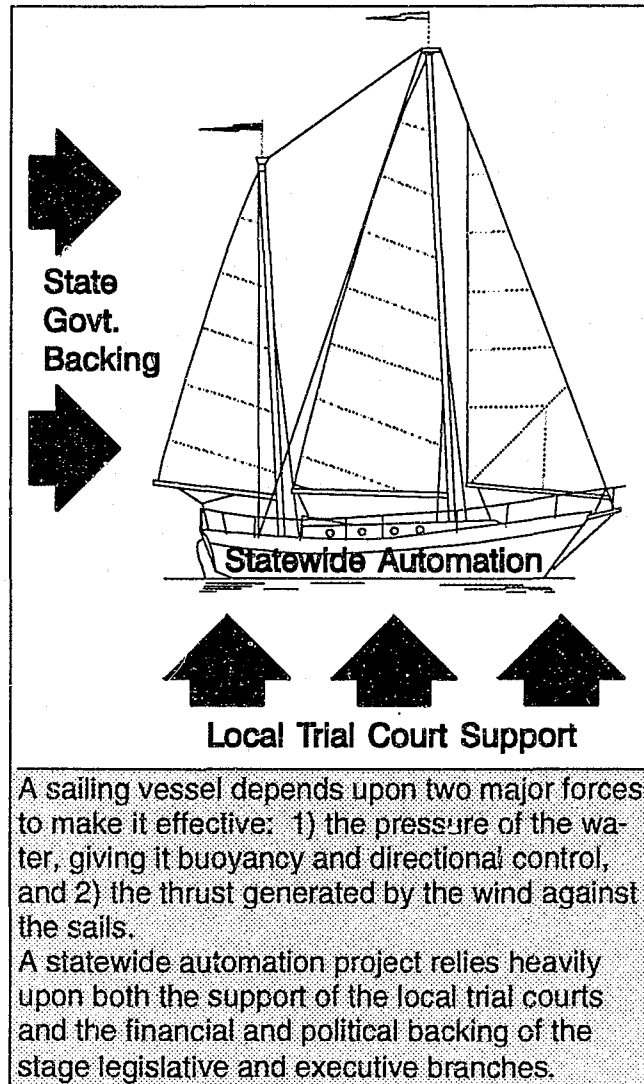 State
Govt.
Backing
Statewide Automation
Local Trial Court Support
A sailing vessel depends upon two major forces
to make it effective: 1) the pressure of the wa-
ter, giving it buoyancy and directional control,
and 2) the thrust generated by the wind against
the sails.
A statewide automation project relies heavily
upon both the support of the local trial courts
and the financial and political backing of the
stage legislative and executive branches.